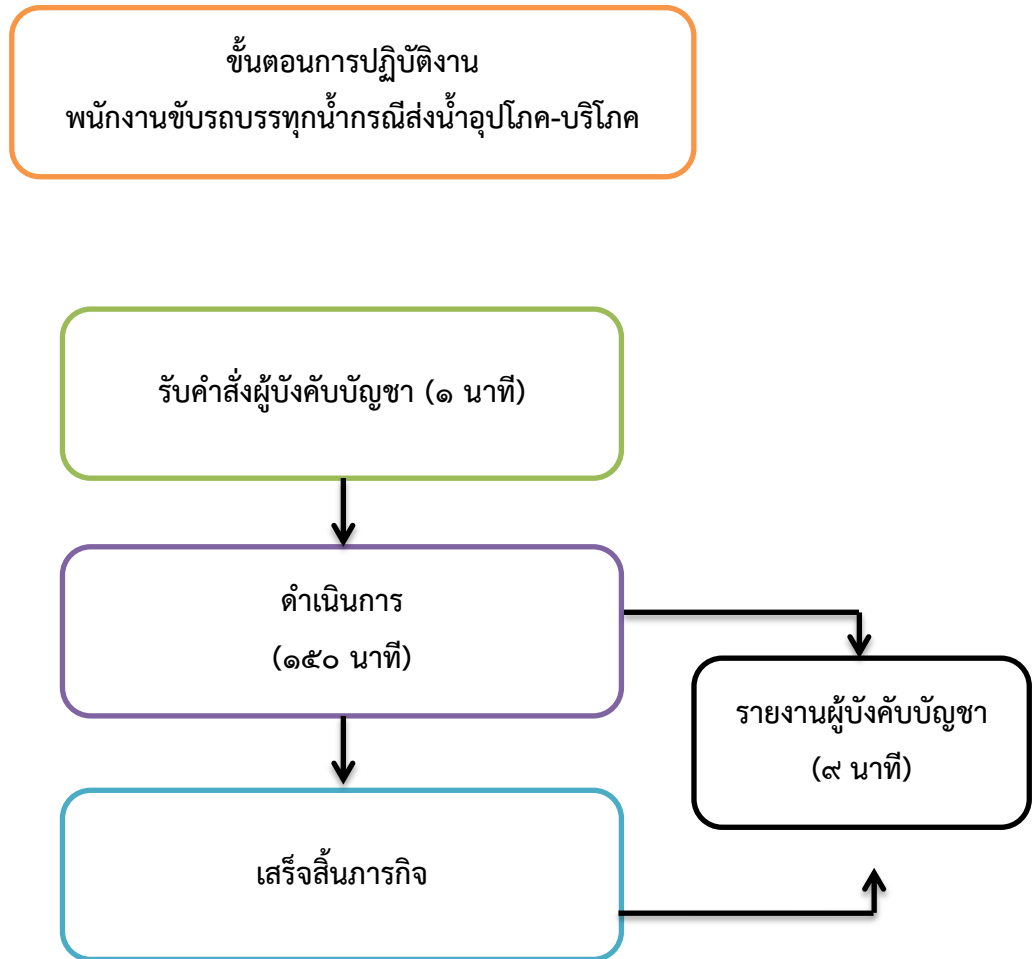 ขั้นตอนการปฏิบัติงาน
พนักงานขับรถบรรทุกน้ำกรณีส่งน้ำอุปโภค-บริโภค
รับคำสั่งผู้บังคับบัญชา (๑ นาที)
ดำเนินการ
(๑๕๐ นาที)
รายงานผู้บังคับบัญชา
(๙ นาที)
เสร็จสิ้นภารกิจ